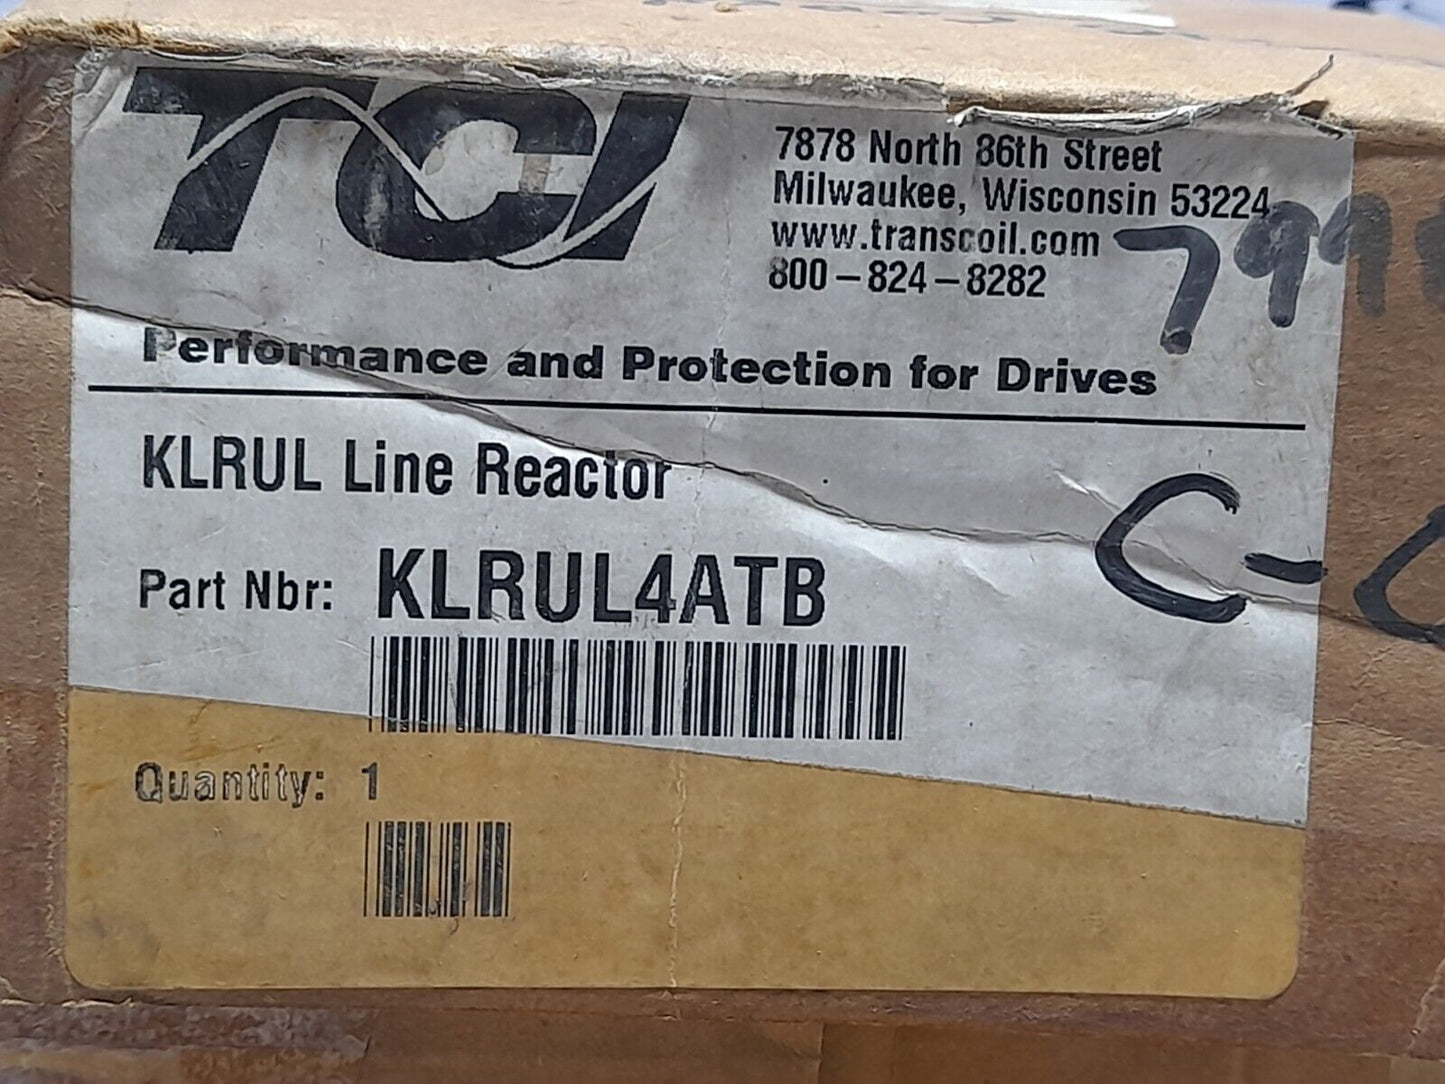 TCI
7878 North 86th Street
Milwaukee, Wisconsin 53224
www.transcoil.com
800-824-8282
Performance and Protection for Drives
KLRUL Line Reactor
Part Nbr: KLRUL4ATB
Quantity: 1